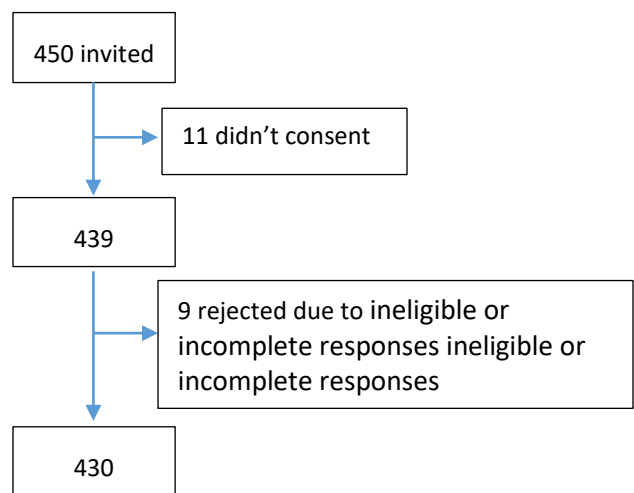 450 invited
11 didn’t consent
439
9 rejected due to ineligible or
incomplete responses ineligible or
incomplete responses
430